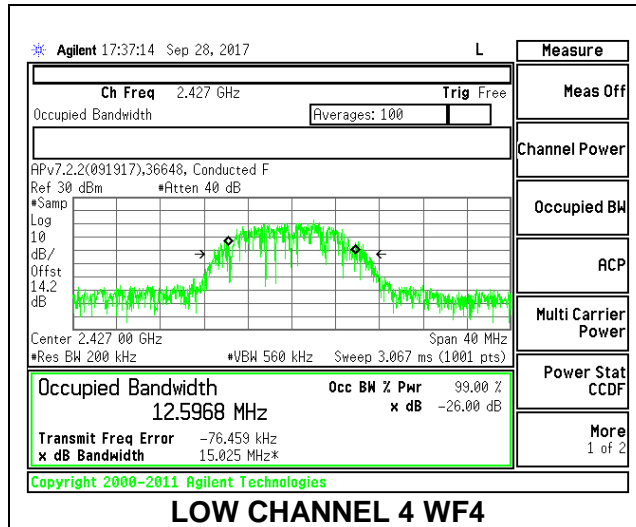 Agilent 17:37:14 Sep 28, 2017 L
Measure
Ch Freq 2.427 GHz Trig Free
Occupied Bandwidth Averages: 100
Meas Off
Channel Power
APv7.2.2(091917),36648, Conducted F
Ref 30 dBm #Atten 40 dB
#Samp
Log
10
dB/
Offst
14.2
dB
Occupied BW
ACP
Multi Carrier
Power
Center 2.427 00 GHz Span 40 MHz
#Res BW 200 kHz #VBW 560 kHz Sweep 3.067 ms (1001 pts)
Occupied Bandwidth Occ BW % Pwr 99.00 %
12.5968 MHz x dB -26.00 dB
Transmit Freq Error -76.459 kHz
x dB Bandwidth 15.025 MHz*
Power Stat
CCDF
More
1 of 2
Copyright 2000-2011 Agilent Technologies
LOW CHANNEL 4 WF4